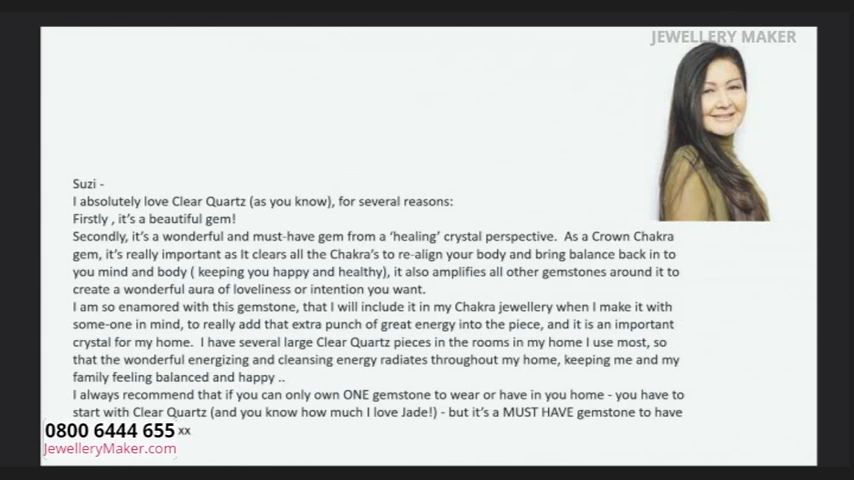 JEWELLERY MAKER
Suzi -
I absolutely love Clear Quartz (as you know), for several reasons:
Firstly , it's a beautiful gem!
Secondly, it's a wonderful and must-have gem from a 'healing' crystal perspective.  As a Crown Chakra
gem, it's really important as It clears all the Chakra's to re-align your body and bring balance back in to
you mind and body ( keeping you happy and healthy), it also amplifies all other gemstones around it to
create a wonderful aura of loveliness or intention you want.
I am so enamored with this gemstone, that I will include it in my Chakra jewellery when I make it with
some-one in mind, to really add that extra punch of great energy into the piece, and it is an important
crystal for my home.  I have several large Clear Quartz pieces in the rooms in my home I use most, so
that the wonderful energizing and cleansing energy radiates throughout my home, keeping me and my
family feeling balanced and happy ..
I always recommend that if you can only own ONE gemstone to wear or have in you home - you have to
start with Clear Quartz (and you know how much I love Jade!) - but it's a MUST HAVE gemstone to have
0800 6444 655 xx
JewelleryMaker.com